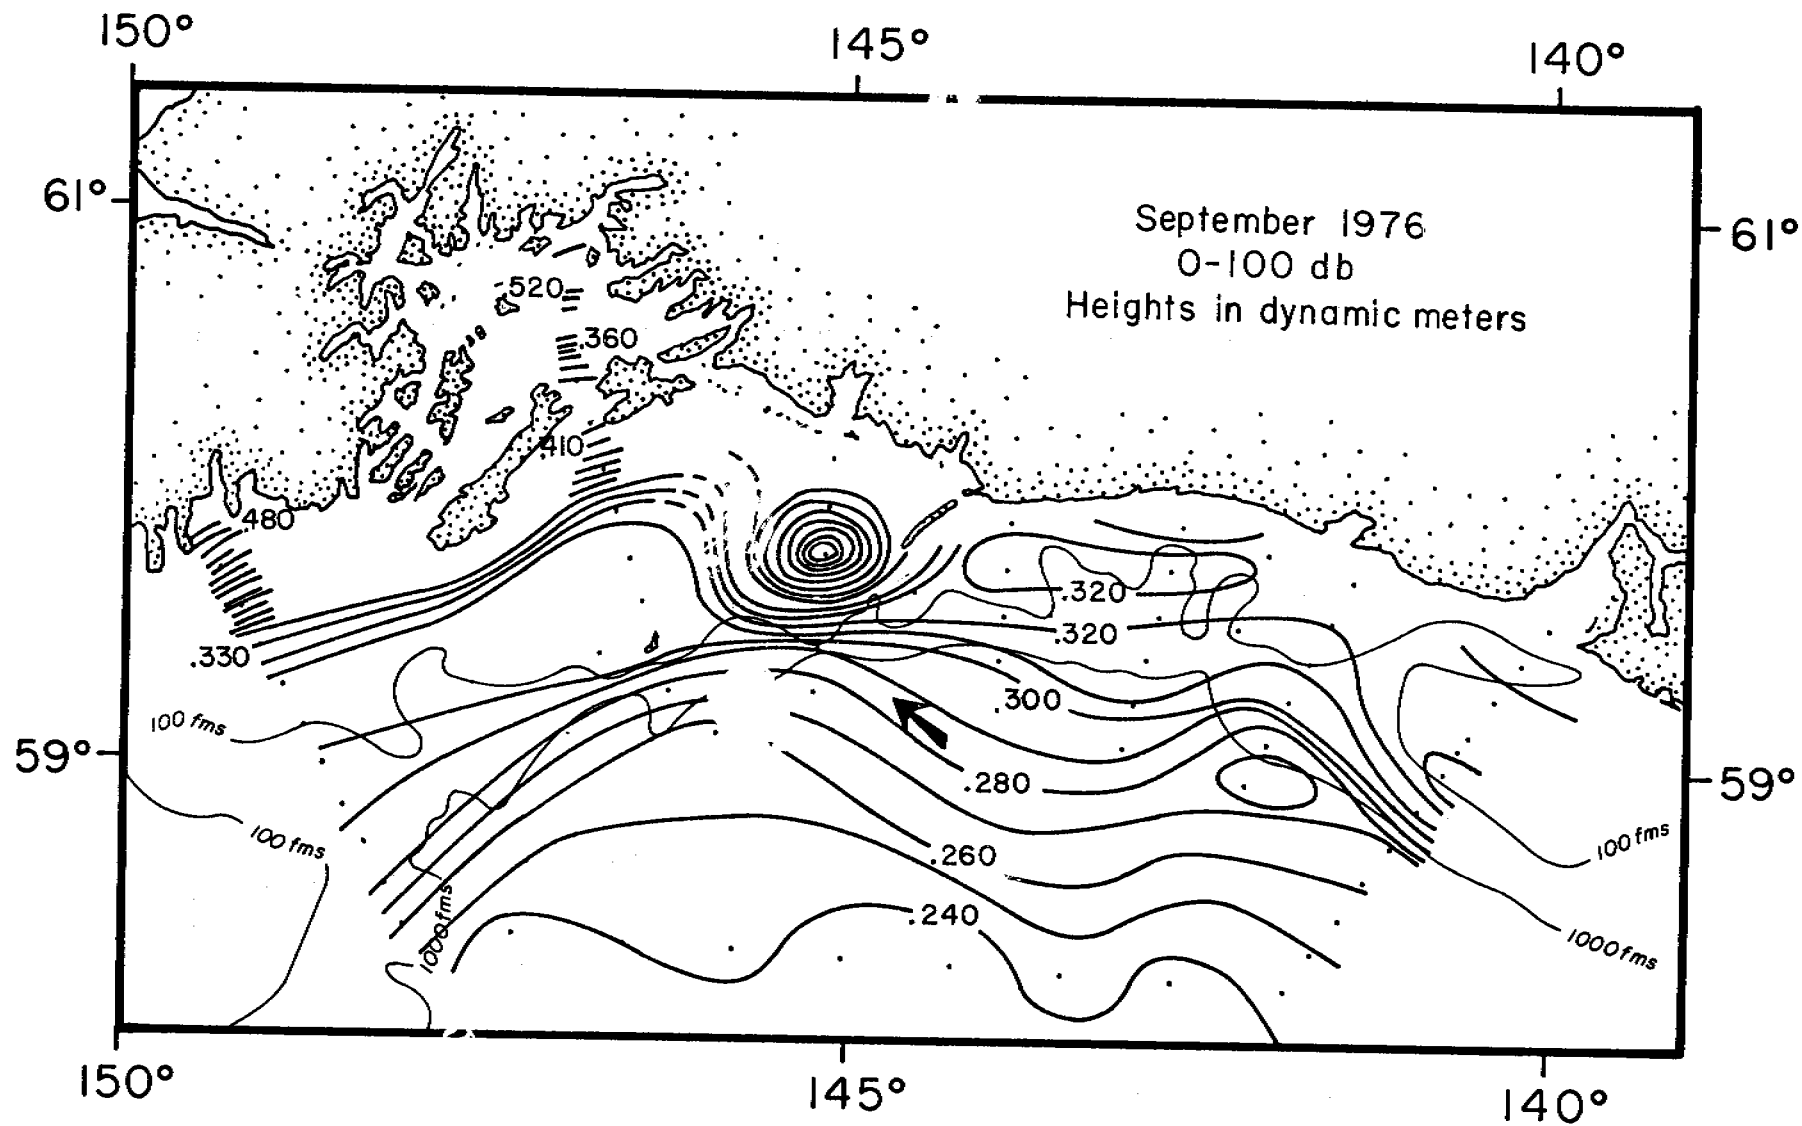 150°
145°
140°
61°
61°
September 1976
0-100 db
Heights in dynamic meters
.520
.360
.410
.480
.320
.320
.330
.300
100 fms
59°
.280
59°
100 fms
100 fms
.260
.240
1000 fms
1000 fms
150°
145°
140°